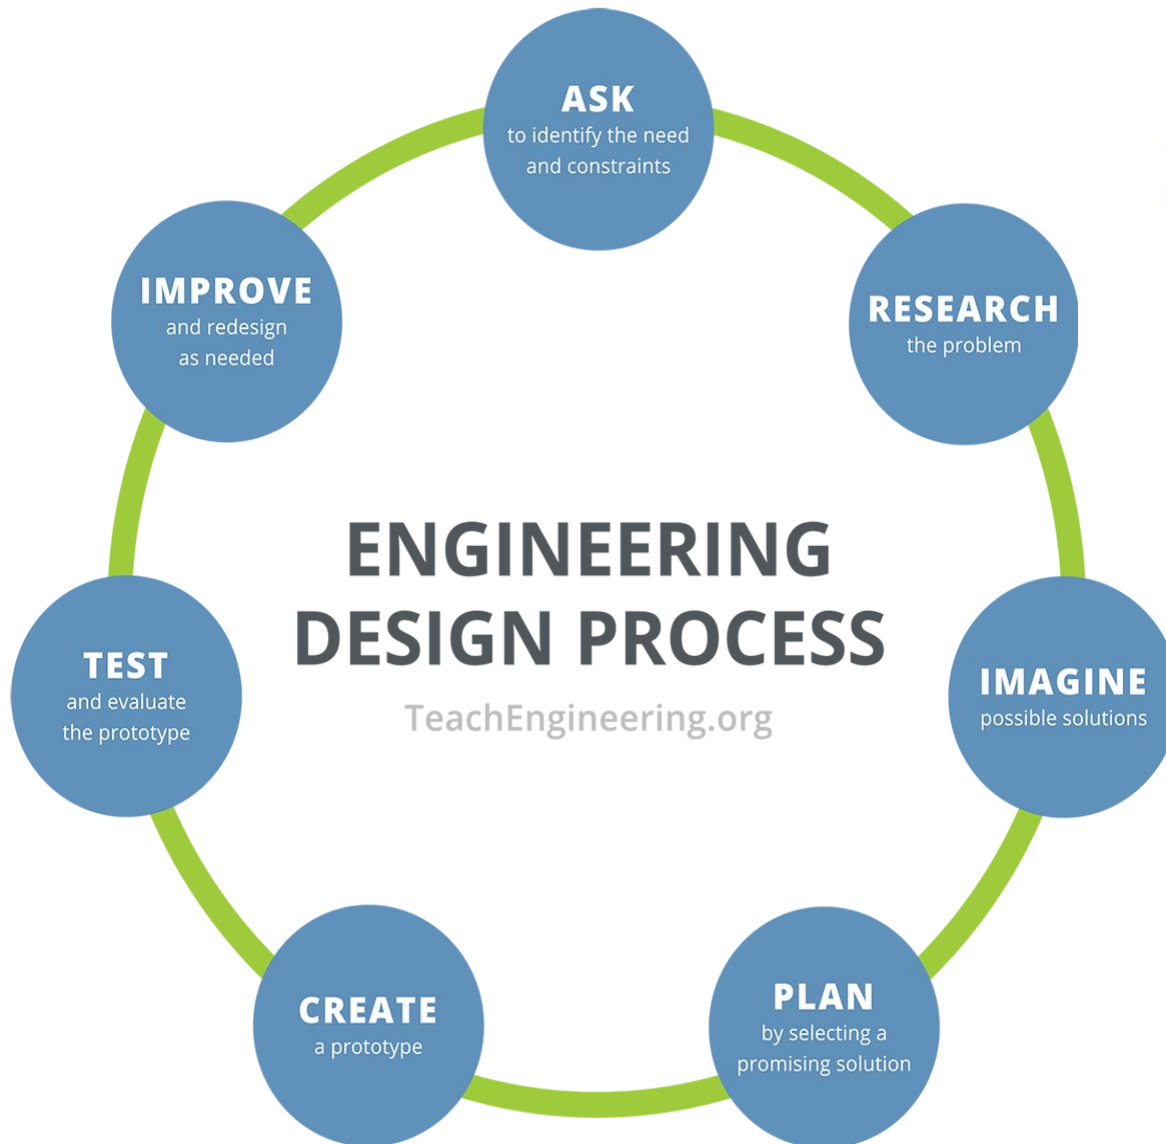 ASK
to identify the need
and constraints
RESEARCH
the problem
IMAGINE
possible solutions
PLAN
by selecting a
promising solution
CREATE
a prototype
TEST
and evaluate
the prototype
IMPROVE
and redesign
as needed
ENGINEERING
DESIGN PROCESS
TeachEngineering.org